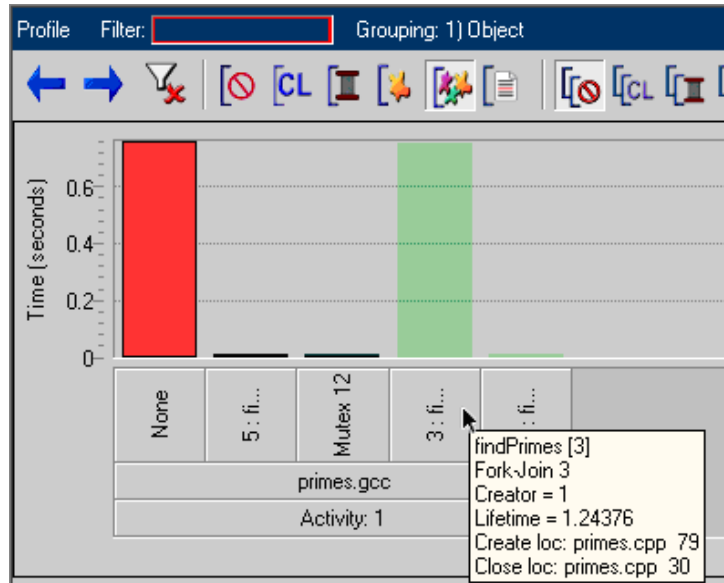 Profile Filter: Grouping: 1) Object
CL CL
Time (seconds)
0.6
0.4
0.2
0
None
5 : fi...
Mutex 12
3 : fi...
: fi...
primes.gcc
Activity: 1
findPrimes [3]
Fork-Join 3
Creator = 1
Lifetime = 1.24376
Create loc: primes.cpp 79
Close loc: primes.cpp 30